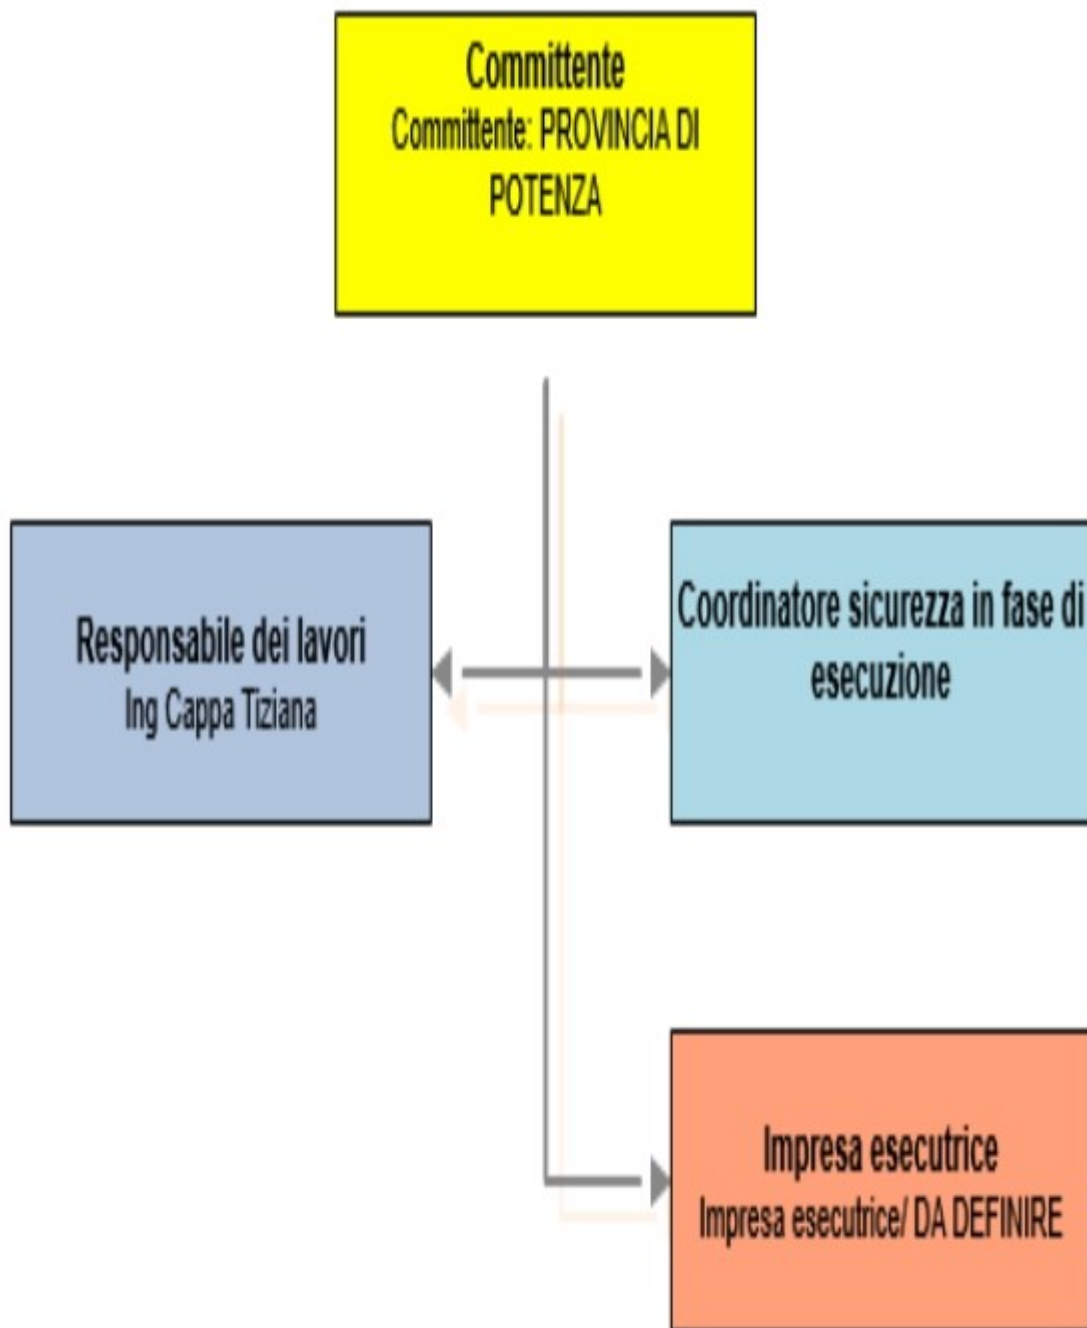 Committente
Committente: PROVINCIA DI
POTENZA
Responsabile dei lavori
Ing Cappa Tiziana
Coordinatore sicurezza in fase di
esecuzione
Impresa esecutrice
Impresa esecutrice/ DA DEFINIRE